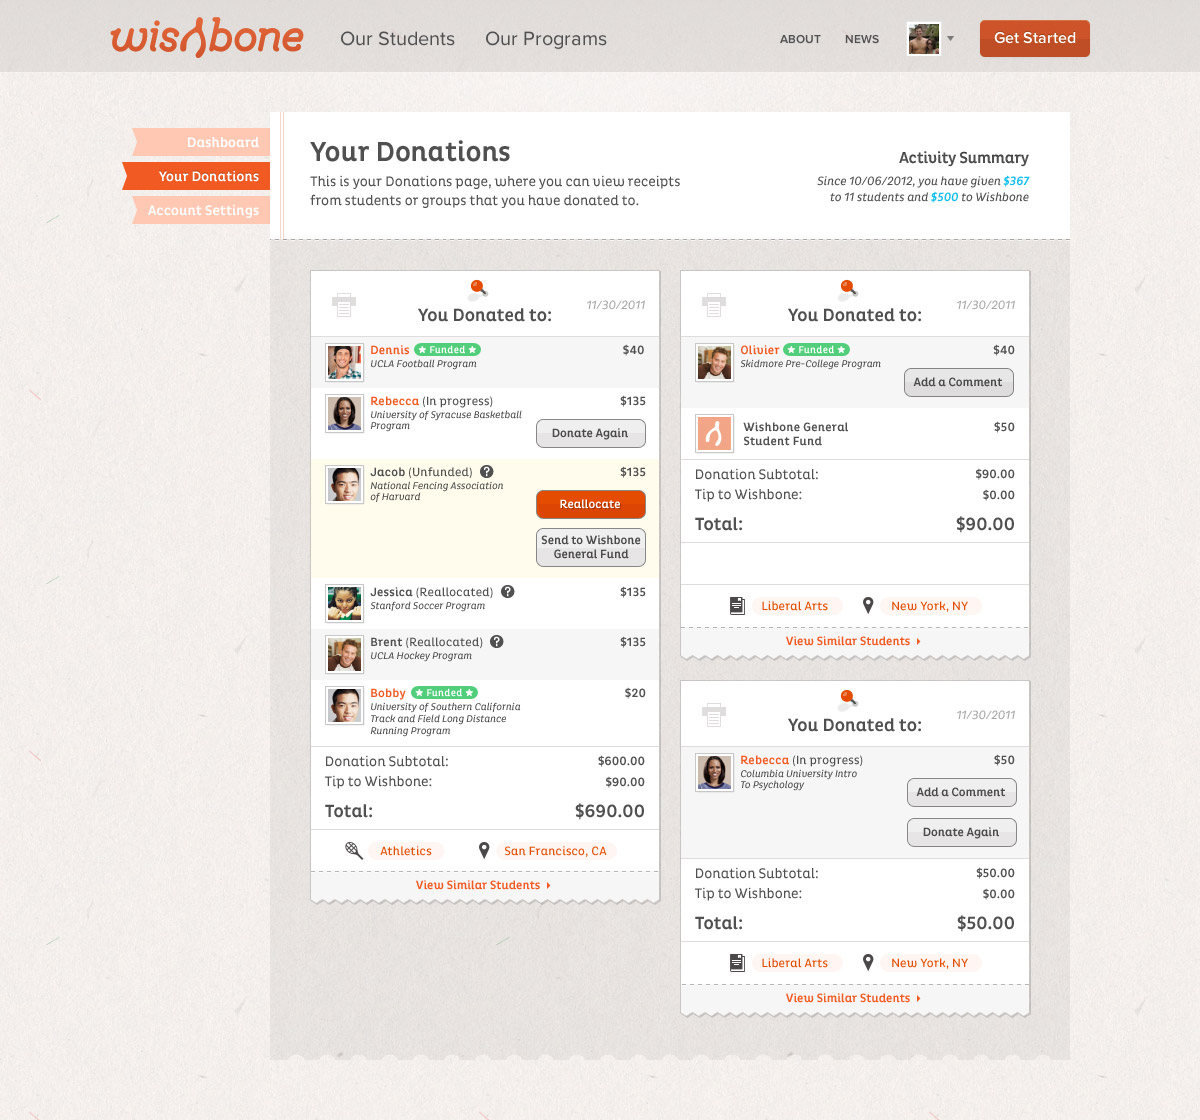 wishbone
Our Students
Our Programs
ABOUT
NEWS
Get Started
Dashboard
Your Donations
Account Settings
Your Donations
This is your Donations page, where you can view receipts
from students or groups that you have donated to.
Activity Summary
Since 10/06/2012, you have given $367
to 11 students and $500 to Wishbone
You Donated to:
11/30/2011
Dennis Funded $40
UCLA Football Program
Rebecca (In progress) $135
University of Syracuse Basketball
Program
Donate Again
Jacob (Unfunded) ? $135
National Fencing Association
of Harvard
Reallocate
Send to Wishbone
General Fund
Jessica (Reallocated) ? $135
Stanford Soccer Program
Brent (Reallocated) ? $135
UCLA Hockey Program
Bobby Funded $20
University of Southern California
Track and Field Long Distance
Running Program
Donation Subtotal: $600.00
Tip to Wishbone: $90.00
Total: $690.00
Athletics
San Francisco, CA
View Similar Students
You Donated to:
11/30/2011
Olivier Funded $40
Skidmore Pre-College Program
Add a Comment
Wishbone General
Student Fund
$50
Donation Subtotal: $90.00
Tip to Wishbone: $0.00
Total: $90.00
Liberal Arts
New York, NY
View Similar Students
You Donated to:
11/30/2011
Rebecca (In progress) $50
Columbia University Intro
To Psychology
Add a Comment
Donate Again
Donation Subtotal: $50.00
Tip to Wishbone: $0.00
Total: $50.00
Liberal Arts
New York, NY
View Similar Students